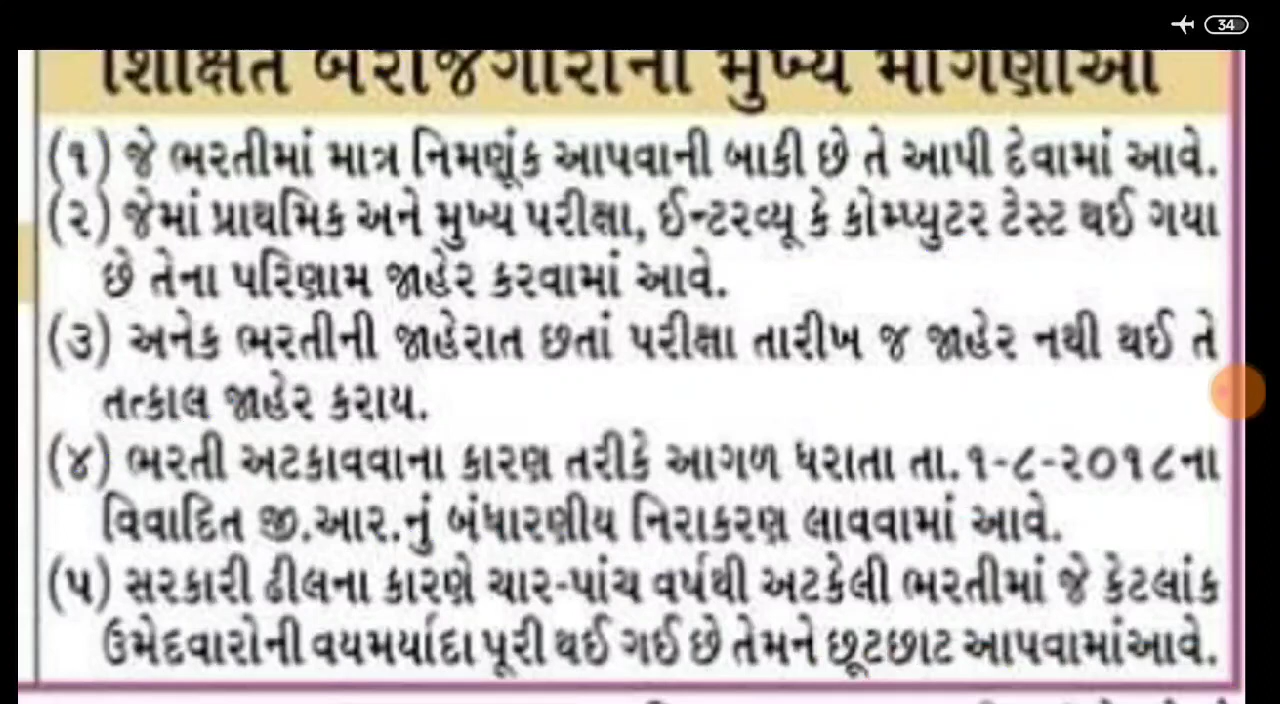 34
શિક્ષિત બેરોજગારોની મુખ્ય માગણીઓ
(૧) જે ભરતીમાં માત્ર નિમણૂંક આપવાની બાકી છે તે આપી દેવામાં આવે.
(૨) જેમાં પ્રાથમિક અને મુખ્ય પરીક્ષા, ઈન્ટરવ્યૂ કે કોમ્પ્યુટર ટેસ્ટ થઈ ગયા
છે તેના પરિણામ જાહેર કરવામાં આવે.
(૩) અનેક ભરતીની જાહેરાત છતાં પરીક્ષા તારીખ જ જાહેર નથી થઈ તે
તત્કાલ જાહેર કરાય.
(૪) ભરતી અટકાવવાના કારણ તરીકે આગળ ધરાતા તા. ૧-૮-૨૦૧૮ના
વિવાદિત જી.આર.નું બંધારણીય નિરાકરણ લાવવામાં આવે.
(૫) સરકારી ઢીલના કારણે ચાર-પાંચ વર્ષથી અટકેલી ભરતીમાં જે કેટલાંક
ઉમેદવારોની વયમર્યાદા પૂરી થઈ ગઈ છે તેમને છૂટછાટ આપવામાંઆવે.